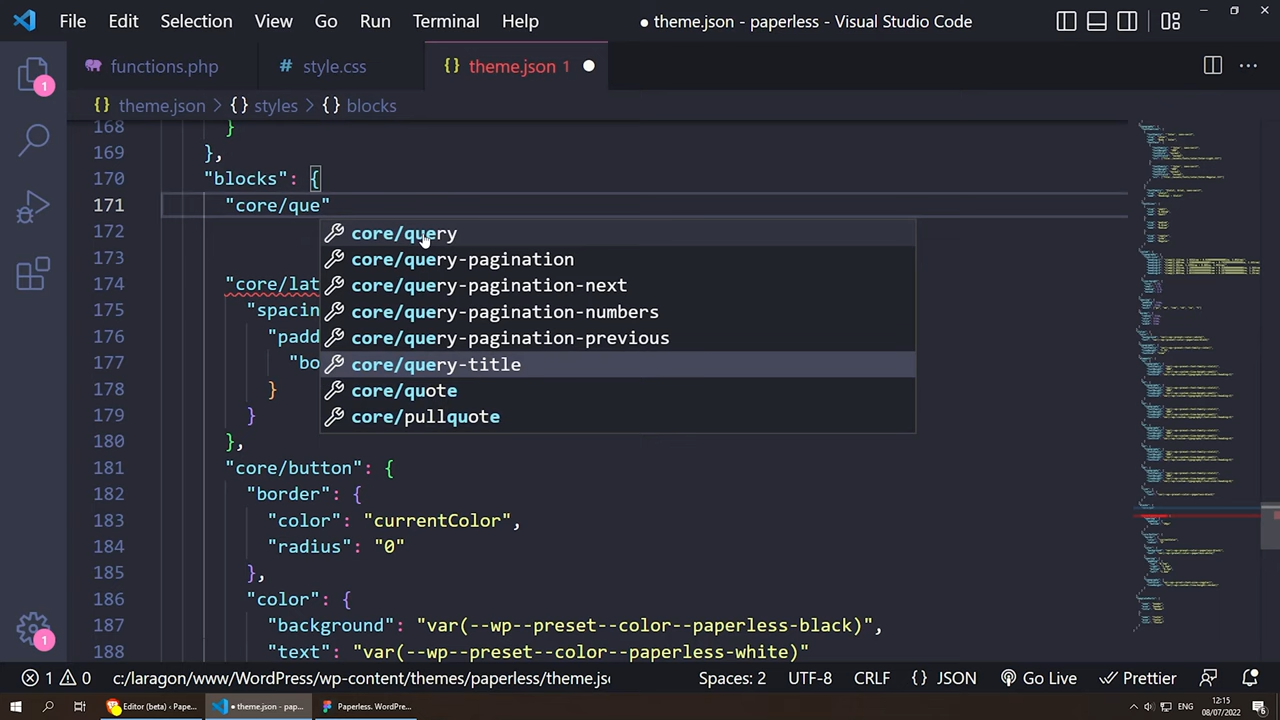 File Edit Selection View Go Run Terminal Help ● theme.json - paperless - Visual Studio Code
functions.php # style.css {} theme.json 1 ●
{} theme.json > {} styles > {} blocks
168 }
169 },
170 "blocks": {
171 "core/que"
172 core/query
173 core/query-pagination
174 "core/lat core/query-pagination-next
175 "spacin core/query-pagination-numbers
176 "padd core/query-pagination-previous
177 "bo core/query-title
178 } core/quote
179 } core/pullquote
180 },
181 "core/button": {
182 "border": {
183 "color": "currentcolor",
184 "radius": "0"
185 },
186 "color": {
187 "background": "var(--wp--preset--color--paperless-black)",
188 "text": "var(--wp--preset--color--paperless-white)"
1
1
1 0 c:/laragon/www/WordPress/wp-content/themes/paperless/theme.jso Spaces: 2 UTF-8 CRLF {} JSON Go Live Prettier
Editor (beta) ‹ Pape... ● theme.json - pap... Paperless. WordPre... ENG 12:15
08/07/2022 6